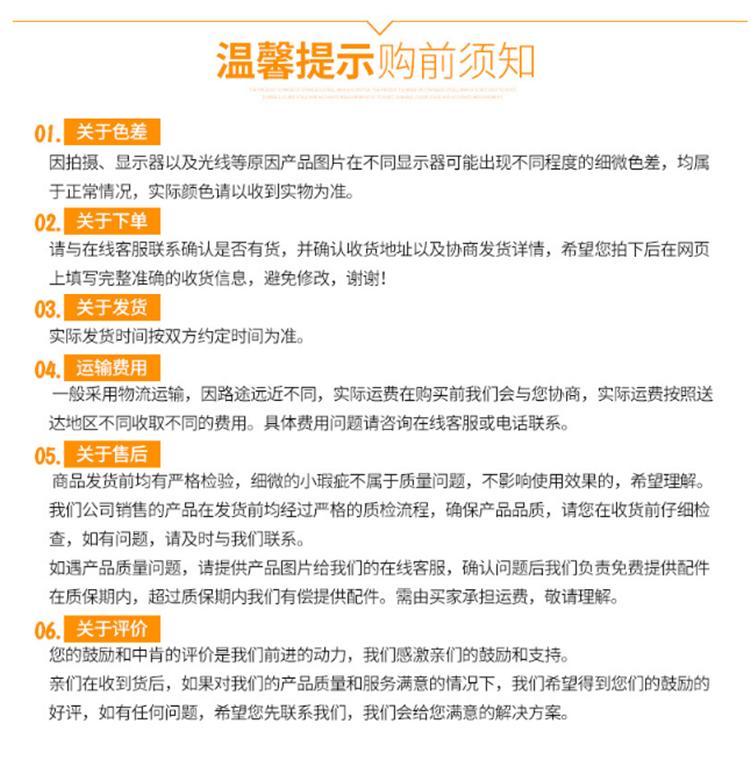 温馨提示购前须知
01. 关于色差
因拍摄、显示器以及光线等原因产品图片在不同显示器可能出现不同程度的细微色差，均属
于正常情况，实际颜色请以收到实物为准。
02. 关于下单
请与在线客服联系确认是否有货，并确认收货地址以及协商发货详情，希望您拍下后在网页
上填写完整准确的收货信息，避免修改，谢谢！
03. 关于发货
实际发货时间按双方约定时间为准。
04. 运输费用
一般采用物流运输，因路途远近不同，实际运费在购买前我们会与您协商，实际运费按照送
达地区不同收取不同的费用。具体费用问题请咨询在线客服或电话联系。
05. 关于售后
商品发货前均有严格检验，细微的小瑕疵不属于质量问题，不影响使用效果的，希望理解。
我们公司销售的产品在发货前均经过严格的质检流程，确保产品品质，请您在收货前仔细检
查，如有问题，请及时与我们联系。
如遇产品质量问题，请提供产品图片给我们的在线客服，确认问题后我们负责免费提供配件
在质保期内，超过质保期内我们有偿提供配件。需由买家承担运费，敬请理解。
06. 关于评价
您的鼓励和中肯的评价是我们前进的动力，我们感激亲们的鼓励和支持。
亲们在收到货后，如果对我们的产品质量和服务满意的情况下，我们希望得到您们的鼓励的
好评，如有任何问题，希望您先联系我们，我们会给您满意的解决方案。